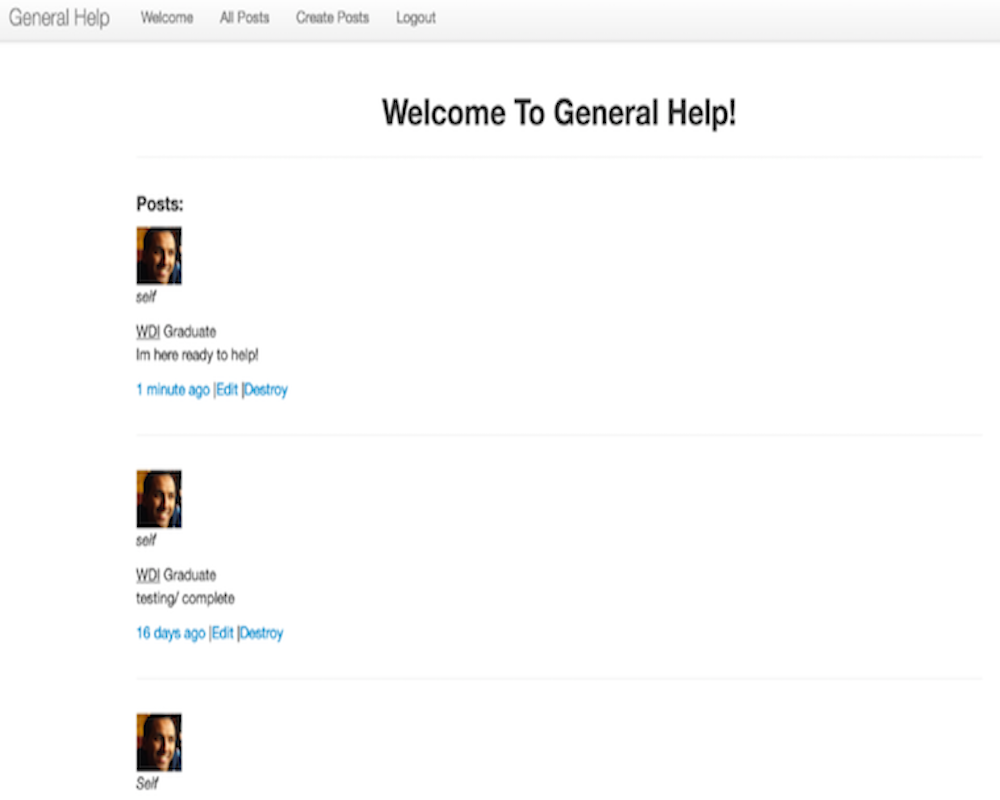 General Help Welcome All Posts Create Posts Logout
Welcome To General Help!
Posts:
self
WDI Graduate
Im here ready to help!
1 minute ago |Edit |Destroy
self
WDI Graduate
testing/ complete
16 days ago |Edit |Destroy
Self